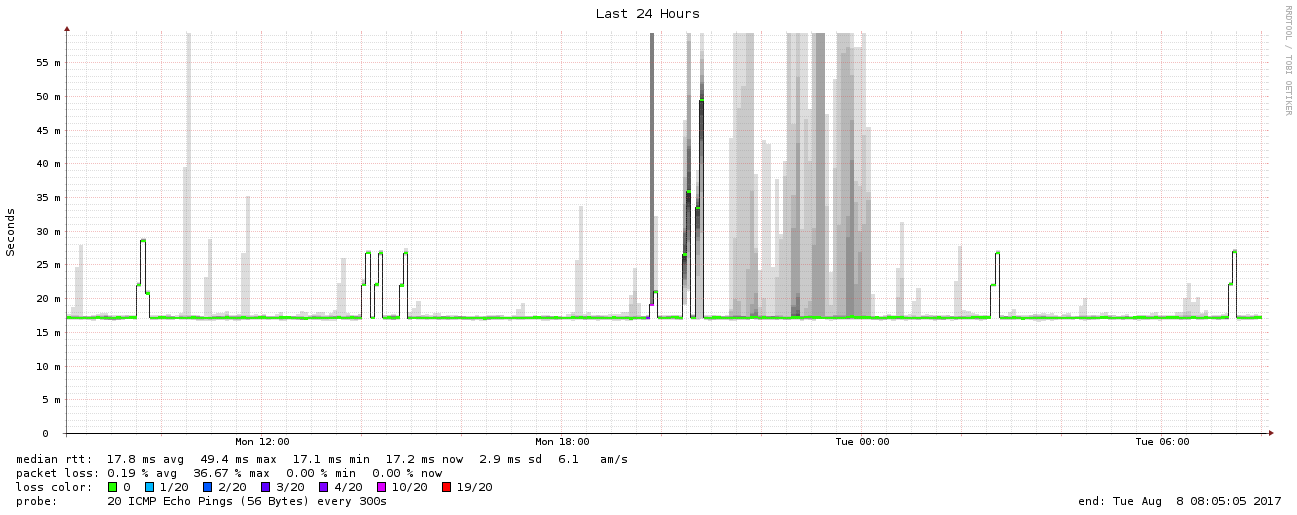 Last 24 Hours
RRDTOOL / TOBI OETIKER
Seconds
55 m
50 m
45 m
40 m
35 m
30 m
25 m
20 m
15 m
10 m
5 m
0
Mon 12:00 Mon 18:00 Tue 00:00 Tue 06:00
median rtt: 17.8 ms avg 49.4 ms max 17.1 ms min 17.2 ms now 2.9 ms sd 6.1 am/s
packet loss: 0.19 % avg 36.67 % max 0.00 % min 0.00 % now
loss color: 0 1/20 2/20 3/20 4/20 10/20 19/20
probe: 20 ICMP Echo Pings (56 Bytes) every 300s end: Tue Aug 8 08:05:05 2017